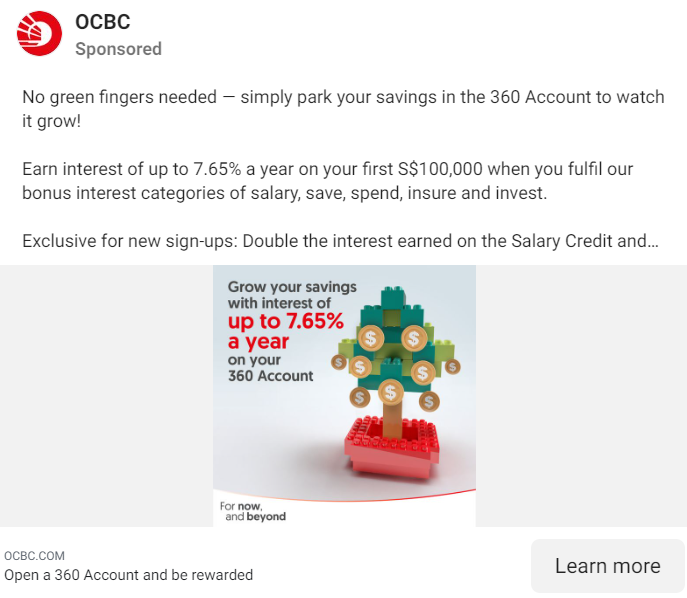 OCBC
Sponsored
No green fingers needed — simply park your savings in the 360 Account to watch
it grow!
Earn interest of up to 7.65% a year on your first S$100,000 when you fulfil our
bonus interest categories of salary, save, spend, insure and invest.
Exclusive for new sign-ups: Double the interest earned on the Salary Credit and...
Grow your savings
with interest of
up to 7.65%
a year
on your
360 Account
$ $
$ $ $ $
$ $ $
For now,
and beyond
OCBC.COM
Open a 360 Account and be rewarded
Learn more